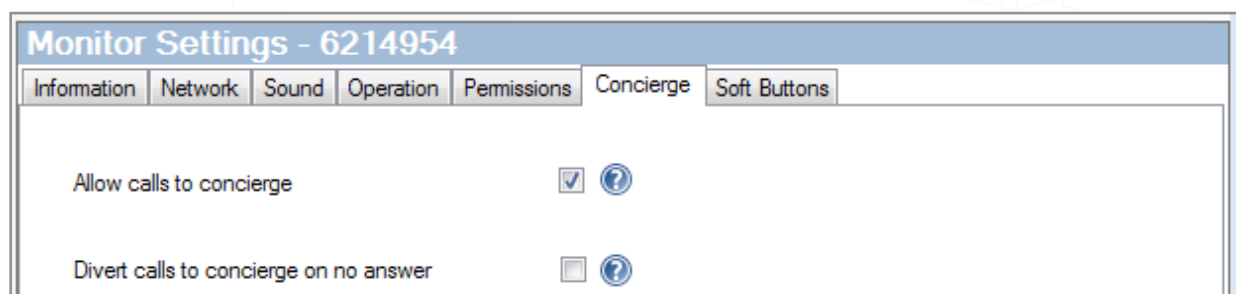 Monitor Settings - 6214954
Information Network Sound Operation Permissions Concierge Soft Buttons
Allow calls to concierge ?
Divert calls to concierge on no answer ?